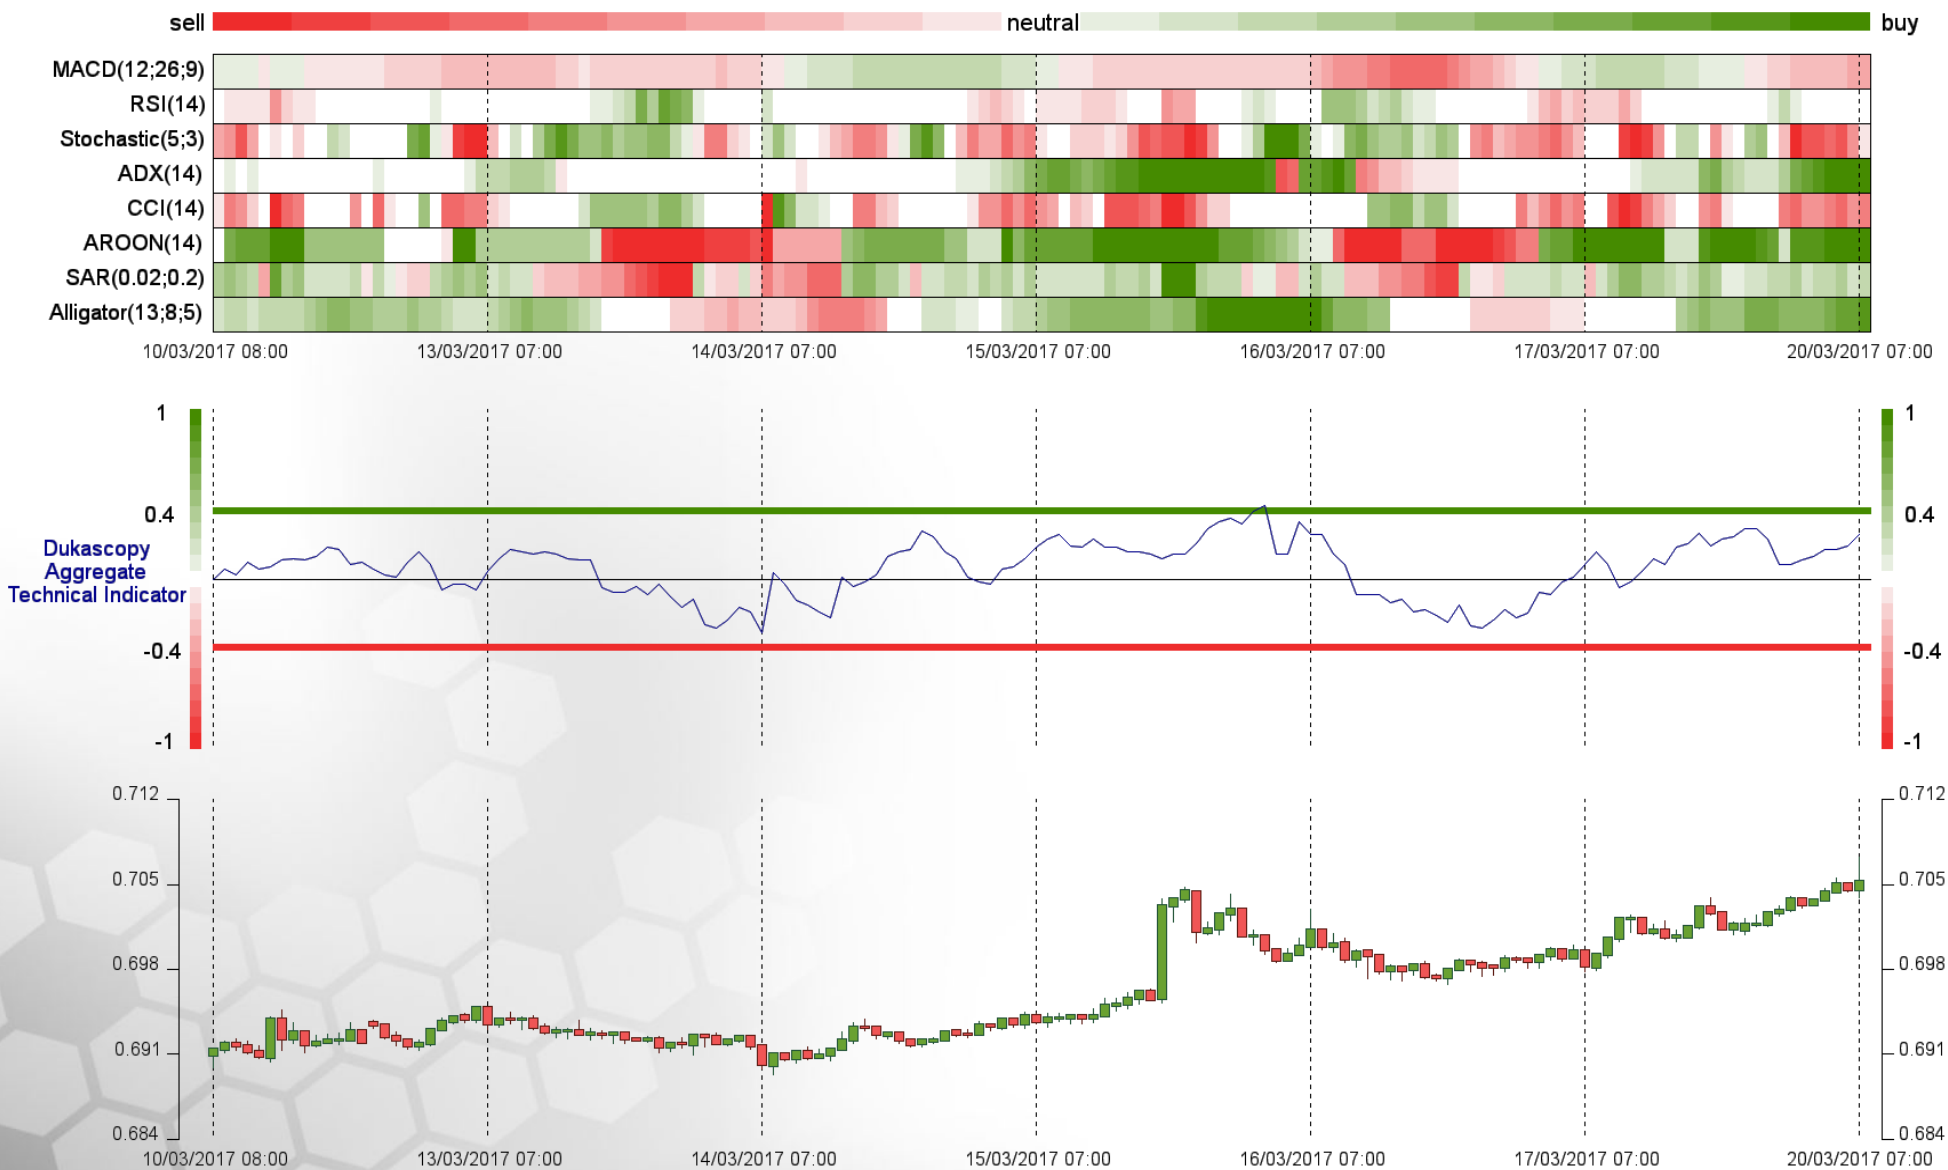 sell neutral buy
MACD(12;26;9)
RSI(14)
Stochastic(5;3)
ADX(14)
CCI(14)
AROON(14)
SAR(0.02;0.2)
Alligator(13;8;5)
10/03/2017 08:00 13/03/2017 07:00 14/03/2017 07:00 15/03/2017 07:00 16/03/2017 07:00 17/03/2017 07:00 20/03/2017 07:00
1 1
0.4 0.4
Dukascopy
Aggregate
Technical Indicator
-0.4 -0.4
-1 -1
0.712 0.712
0.705 0.705
0.698 0.698
0.691 0.691
0.684 0.684
10/03/2017 08:00 13/03/2017 07:00 14/03/2017 07:00 15/03/2017 07:00 16/03/2017 07:00 17/03/2017 07:00 20/03/2017 07:00